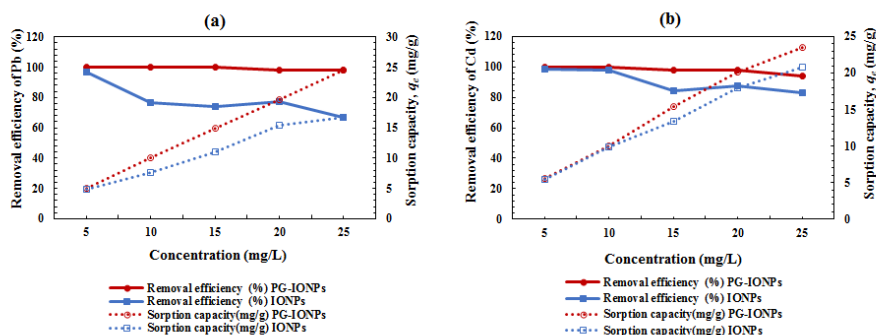 (a)
Removal efficiency of Pb (%)
120
100
80
60
40
20
0
30
25
20
15
10
5
0
Sorption capacity, qe (mg/g)
5 10 15 20 25
Concentration (mg/L)
Removal efficiency (%) PG-IONPs
Removal efficiency (%) IONPs
Sorption capacity(mg/g) PG-IONPs
Sorption capacity(mg/g) IONPs
(b)
Removal efficiency of Cd (%)
120
100
80
60
40
20
0
25
20
15
10
5
0
Sorption capacity, qe (mg/g)
5 10 15 20 25
Concentration (mg/L)
Removal efficiency (%) PG-IONPs
Removal efficiency (%) IONPs
Sorption capacity(mg/g) PG-IONPs
Sorption capacity(mg/g) IONPs